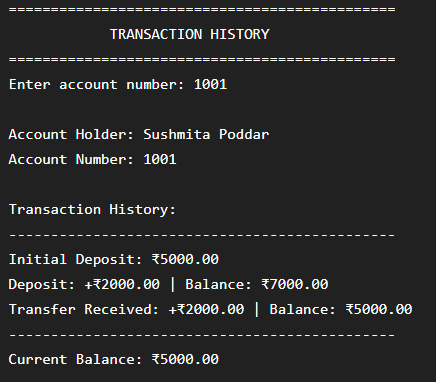 ==============================================
TRANSACTION HISTORY
==============================================
Enter account number: 1001
Account Holder: Sushmita Poddar
Account Number: 1001
Transaction History:
----------------------------------------------
Initial Deposit: ₹5000.00
Deposit: +₹2000.00 | Balance: ₹7000.00
Transfer Received: +₹2000.00 | Balance: ₹5000.00
----------------------------------------------
Current Balance: ₹5000.00